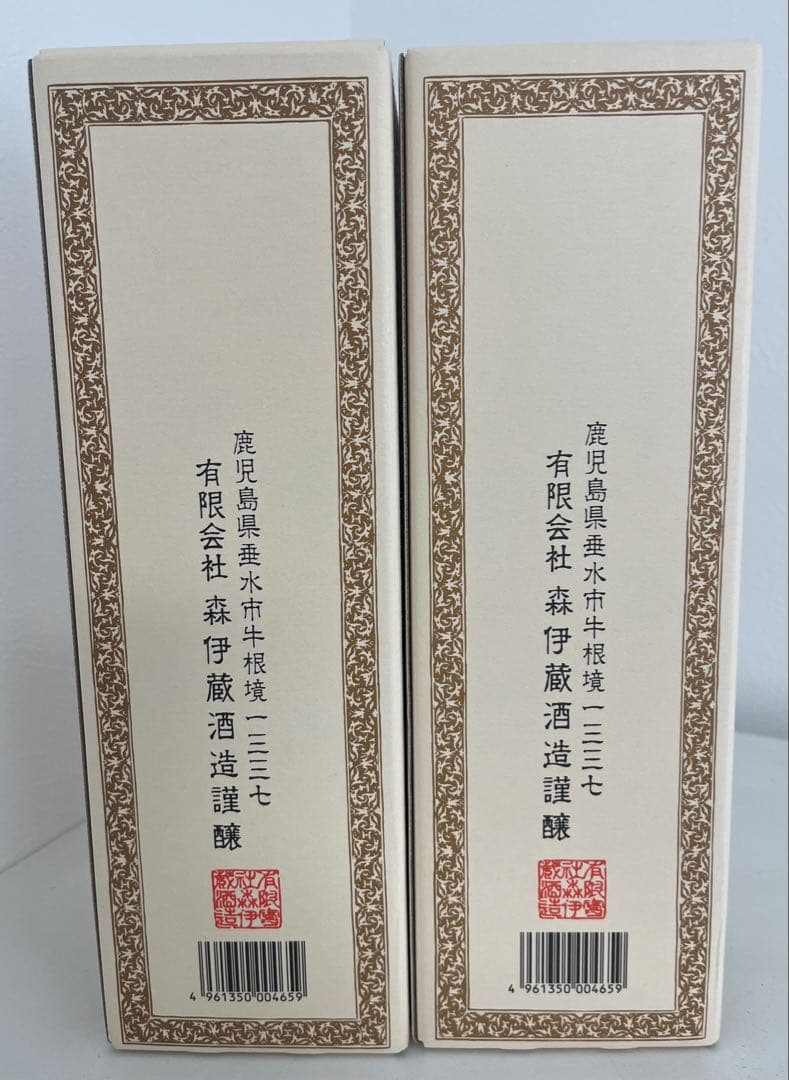 鹿児島県垂水市牛根境一三三七
有限会社 森伊蔵酒造謹醸
有限會
社森伊
蔵酒造
4 961350 004659
鹿児島県垂水市牛根境一三三七
有限会社 森伊蔵酒造謹醸
有限會
社森伊
蔵酒造
4 961350 004659